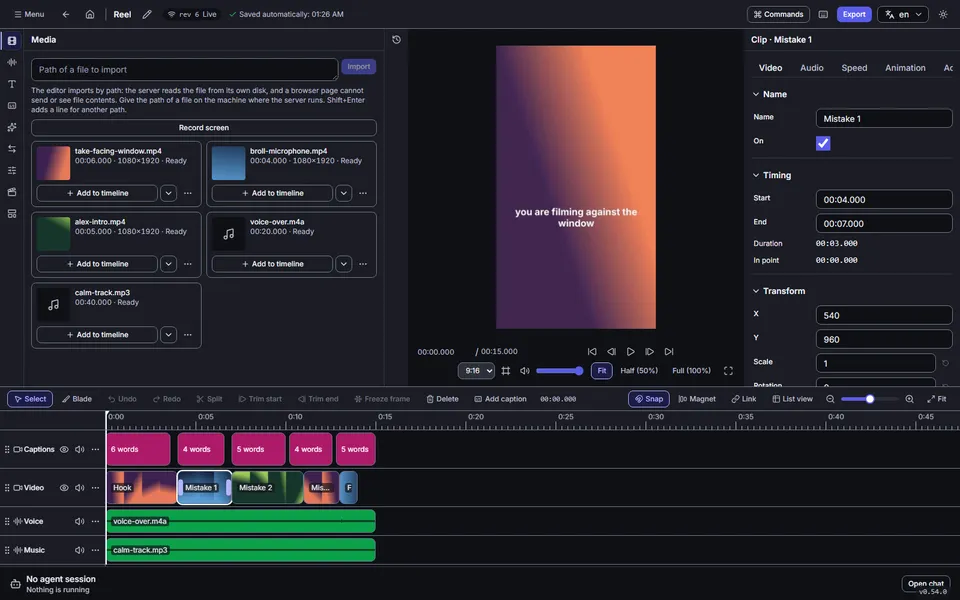 Menu
Reel
rev 6 Live
Saved automatically: 01:26 AM
Commands
Export
en
Media
Path of a file to import
Import
The editor imports by path: the server reads the file from its own disk, and a browser page cannot
send or see file contents. Give the path of a file on the machine where the server runs. Shift+Enter
adds a line for another path.
Record screen
take-facing-window.mp4
00:06.000 · 1080×1920 · Ready
+ Add to timeline
broll-microphone.mp4
00:04.000 · 1080×1920 · Ready
+ Add to timeline
alex-intro.mp4
00:05.000 · 1080×1920 · Ready
+ Add to timeline
voice-over.m4a
00:20.000 · Ready
+ Add to timeline
calm-track.mp3
00:40.000 · Ready
+ Add to timeline
you are filming against the
window
00:00.000 / 00:15.000
9:16
Fit
Half (50%)
Full (100%)
Clip · Mistake 1
Video Audio Speed Animation Ac
Name
Name Mistake 1
On
Timing
Start 00:04.000
End 00:07.000
Duration 00:03.000
In point 00:00.000
Transform
X 540
Y 960
Scale 1
Rotation
Select Blade Undo Redo Split Trim start Trim end Freeze frame Delete Add caption 00:00.000 Snap Magnet Link List view Fit
0:00 0:05 0:10 0:15 0:20 0:25 0:30 0:35 0:40 0:45
Captions 6 words 4 words 5 words 4 words 5 words
Video Hook Mistake 1 Mistake 2 Mis... F
Voice voice-over.m4a
Music calm-track.mp3
No agent session
Nothing is running
Open chat
v0.54.0